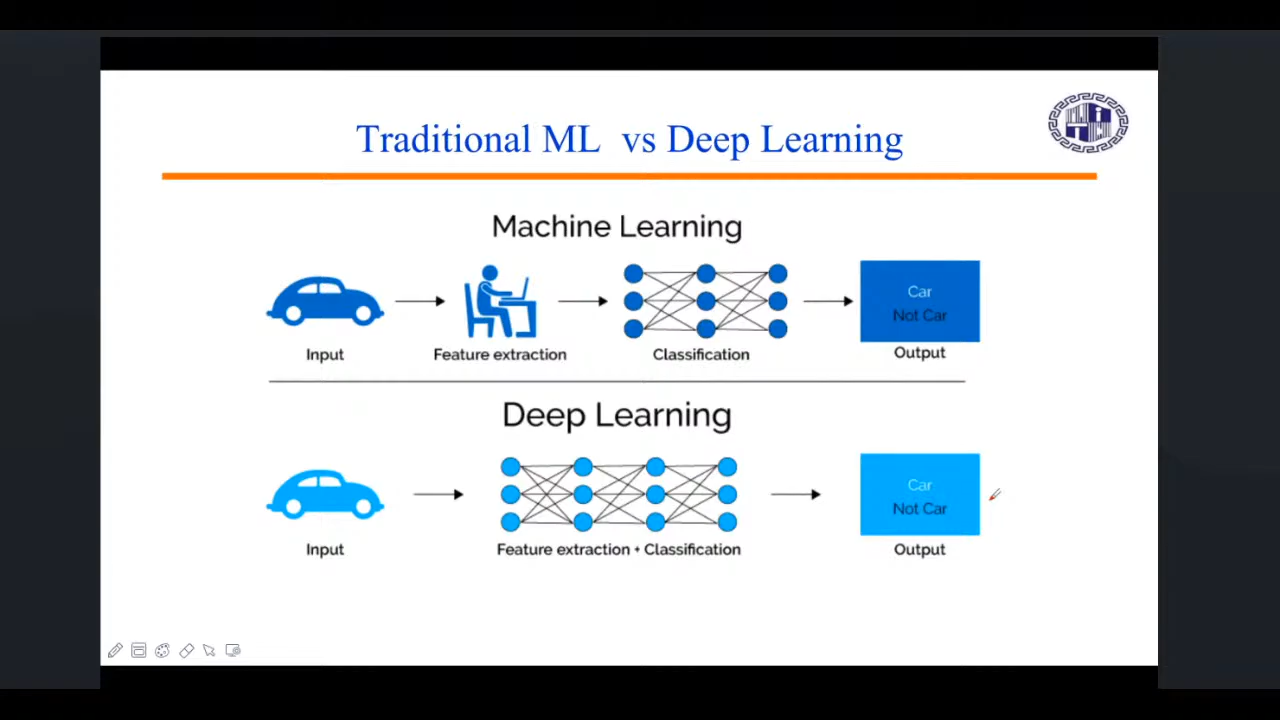 Traditional ML vs Deep Learning
Machine Learning
Car
Not Car
Input
Feature extraction
Classification
Output
Deep Learning
Car
Not Car
Input
Feature extraction + Classification
Output